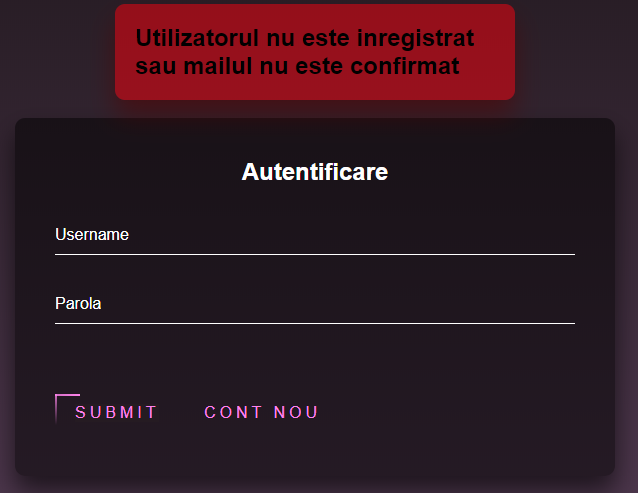 Utilizatorul nu este inregistrat
sau mailul nu este confirmat
Autentificare
Username
Parola
SUBMIT CONT NOU